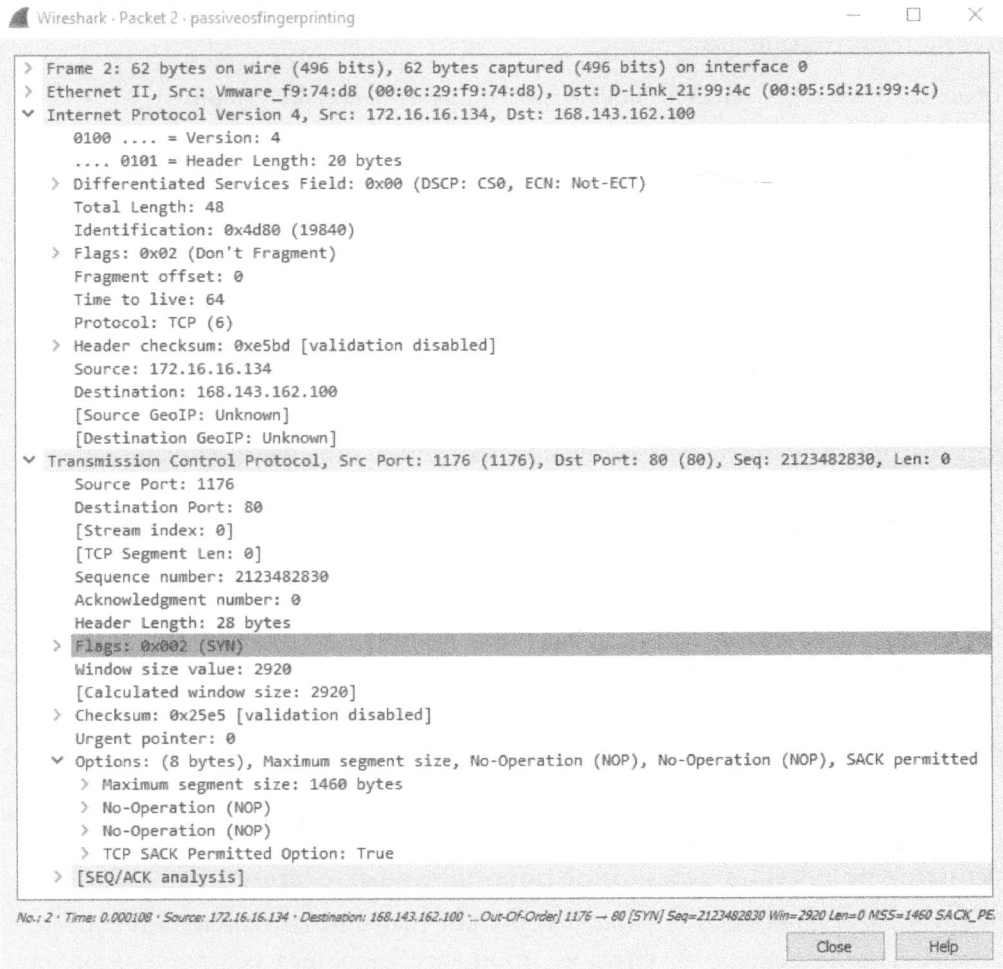 Wireshark · Packet 2 · passiveosfingerprinting
> Frame 2: 62 bytes on wire (496 bits), 62 bytes captured (496 bits) on interface 0
> Ethernet II, Src: Vmware_f9:74:d8 (00:0c:29:f9:74:d8), Dst: D-Link_21:99:4c (00:05:5d:21:99:4c)
Internet Protocol Version 4, Src: 172.16.16.134, Dst: 168.143.162.100
0100 .... = Version: 4
.... 0101 = Header Length: 20 bytes
> Differentiated Services Field: 0x00 (DSCP: CS0, ECN: Not-ECT)
Total Length: 48
Identification: 0x4d80 (19840)
> Flags: 0x02 (Don't Fragment)
Fragment offset: 0
Time to live: 64
Protocol: TCP (6)
> Header checksum: 0xe5bd [validation disabled]
Source: 172.16.16.134
Destination: 168.143.162.100
[Source GeoIP: Unknown]
[Destination GeoIP: Unknown]
Transmission Control Protocol, Src Port: 1176 (1176), Dst Port: 80 (80), Seq: 2123482830, Len: 0
Source Port: 1176
Destination Port: 80
[Stream index: 0]
[TCP Segment Len: 0]
Sequence number: 2123482830
Acknowledgment number: 0
Header Length: 28 bytes
> Flags: 0x002 (SYN)
Window size value: 2920
[Calculated window size: 2920]
> Checksum: 0x25e5 [validation disabled]
Urgent pointer: 0
Options: (8 bytes), Maximum segment size, No-Operation (NOP), No-Operation (NOP), SACK permitted
> Maximum segment size: 1460 bytes
> No-Operation (NOP)
> No-Operation (NOP)
> TCP SACK Permitted Option: True
> [SEQ/ACK analysis]
No.: 2 · Time: 0.000108 · Source: 172.16.16.134 · Destination: 168.143.162.100 ·...Out-Of-Order] 1176 → 80 [SYN] Seq=2123482830 Win=2920 Len=0 MSS=1460 SACK_PE.
Close Help